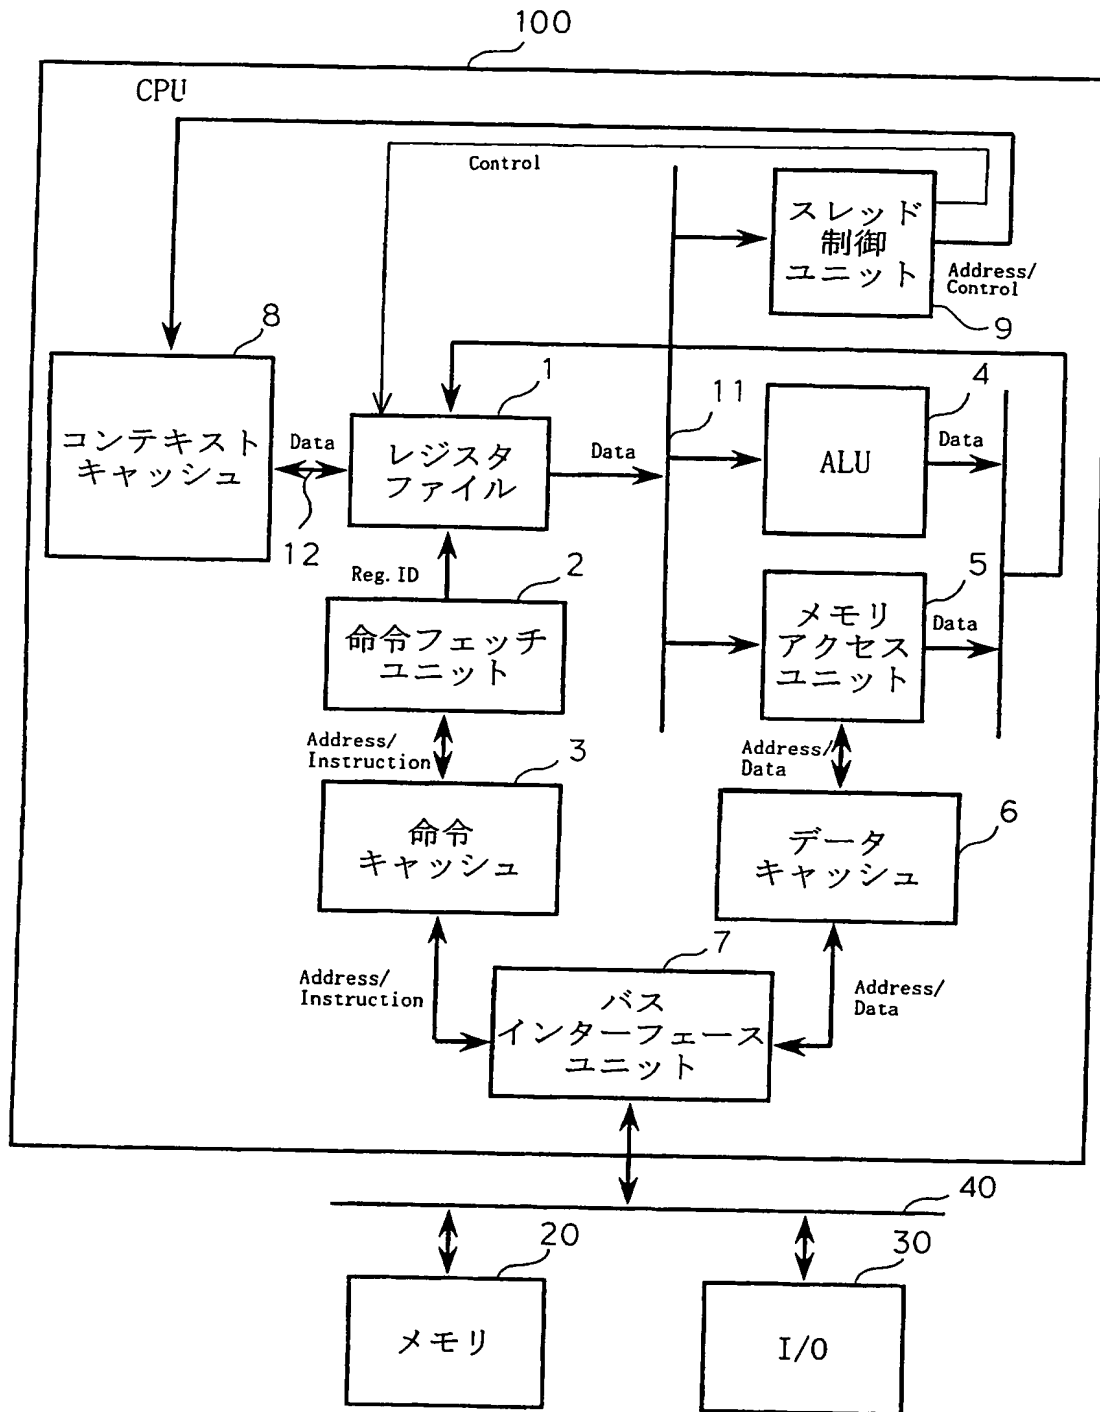 100
CPU
Control
スレッド
制御
ユニット
Address/
Control
9
8
コンテキスト
キャッシュ
Data
12
1
レジスタ
ファイル
Data
11
4
ALU
Data
Reg.ID
2
命令フェッチ
ユニット
5
メモリ
アクセス
ユニット
Data
Address/
Instruction
3
命令
キャッシュ
Address/
Data
6
データ
キャッシュ
Address/
Instruction
7
バス
インターフェース
ユニット
Address/
Data
40
20
メモリ
30
I/O